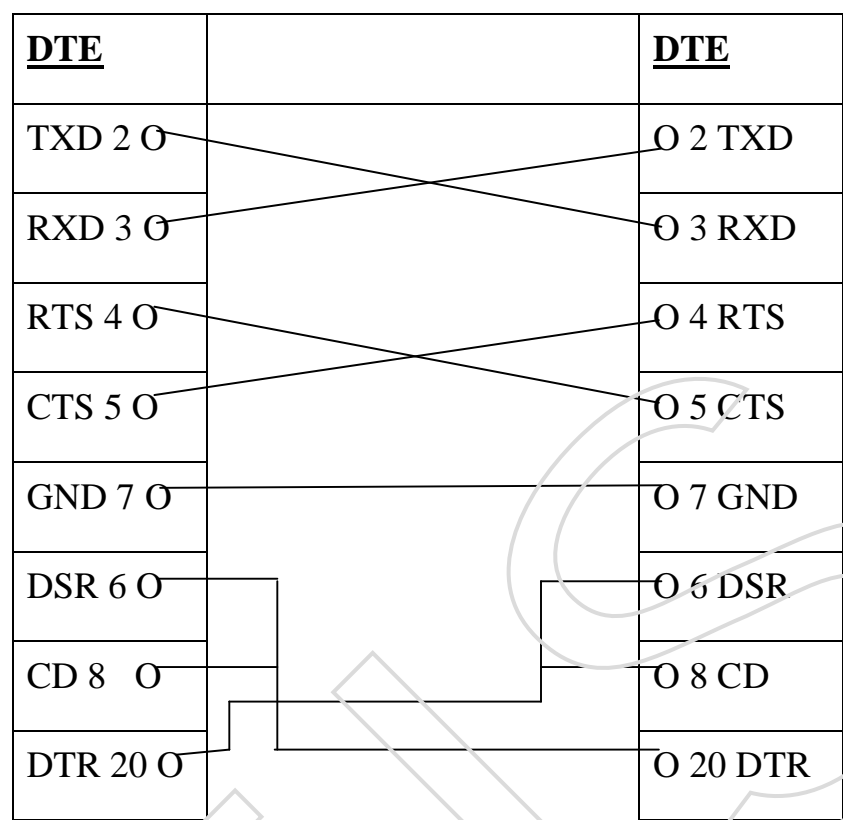 DTE DTE
TXD 2 O O 2 TXD
RXD 3 O O 3 RXD
RTS 4 O O 4 RTS
CTS 5 O O 5 CTS
GND 7 O O 7 GND
DSR 6 O O 6 DSR
CD 8 O O 8 CD
DTR 20 O O 20 DTR